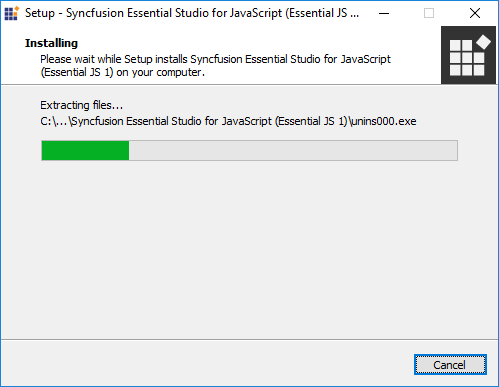 Setup - Syncfusion Essential Studio for JavaScript (Essential JS ...
Installing
Please wait while Setup installs Syncfusion Essential Studio for JavaScript
(Essential JS 1) on your computer.
Extracting files...
C:\...\Syncfusion Essential Studio for JavaScript (Essential JS 1)\unins000.exe
Cancel